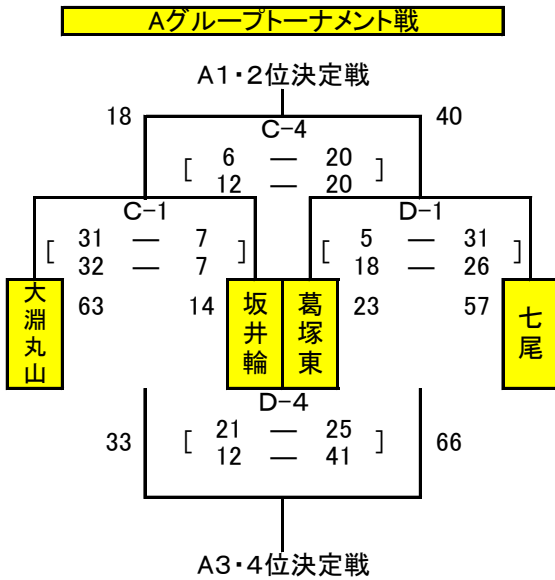 Aグループトーナメント戦
A1・2位決定戦
18 40
C-4
[ 6 — 20 ]
12 — 20
C-1 D-1
[ 31 — 7 ] [ 5 — 31 ]
32 — 7 18 — 26
大淵丸山 63 14 坂井輪 葛塚東 23 57 七尾
D-4
33 [ 21 — 25 ] 66
12 — 41
A3・4位決定戦